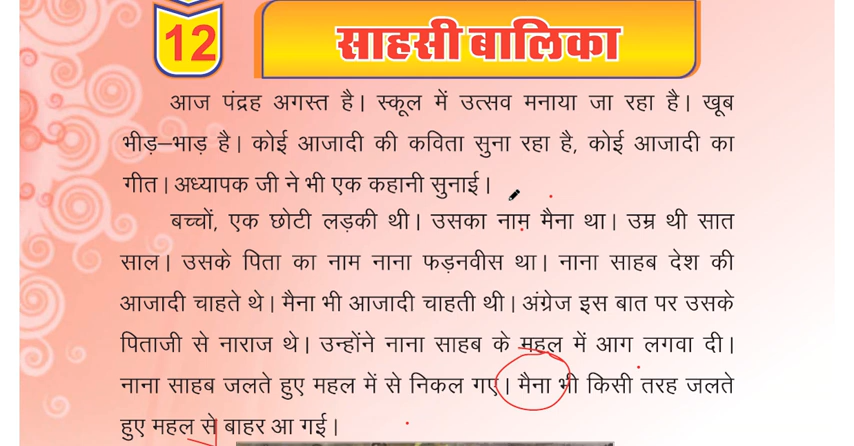 12
साहसी बालिका
आज पंद्रह अगस्त है। स्कूल में उत्सव मनाया जा रहा है। खूब
भीड़–भाड़ है। कोई आजादी की कविता सुना रहा है, कोई आजादी का
गीत। अध्यापक जी ने भी एक कहानी सुनाई।
बच्चों, एक छोटी लड़की थी। उसका नाम मैना था। उम्र थी सात
साल। उसके पिता का नाम नाना फड़नवीस था। नाना साहब देश की
आजादी चाहते थे। मैना भी आजादी चाहती थी। अंग्रेज इस बात पर उसके
पिताजी से नाराज थे। उन्होंने नाना साहब के महल में आग लगवा दी।
नाना साहब जलते हुए महल में से निकल गए। मैना भी किसी तरह जलते
हुए महल से बाहर आ गई।